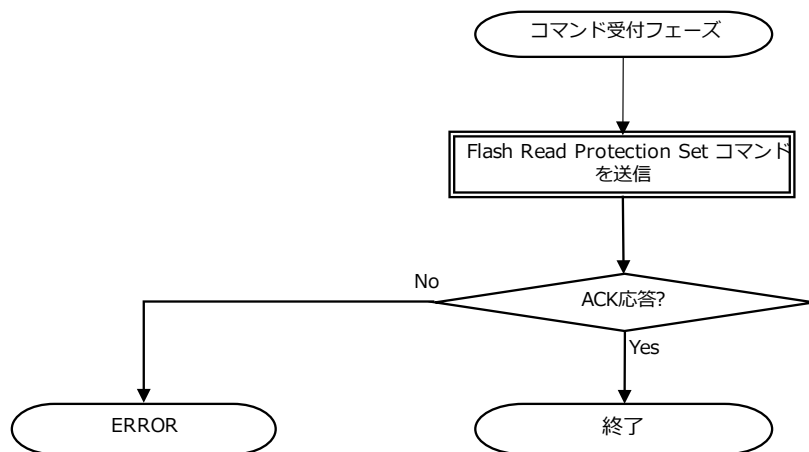 コマンド受付フェーズ
Flash Read Protection Set コマンド
を送信
ACK応答?
No
Yes
ERROR
終了